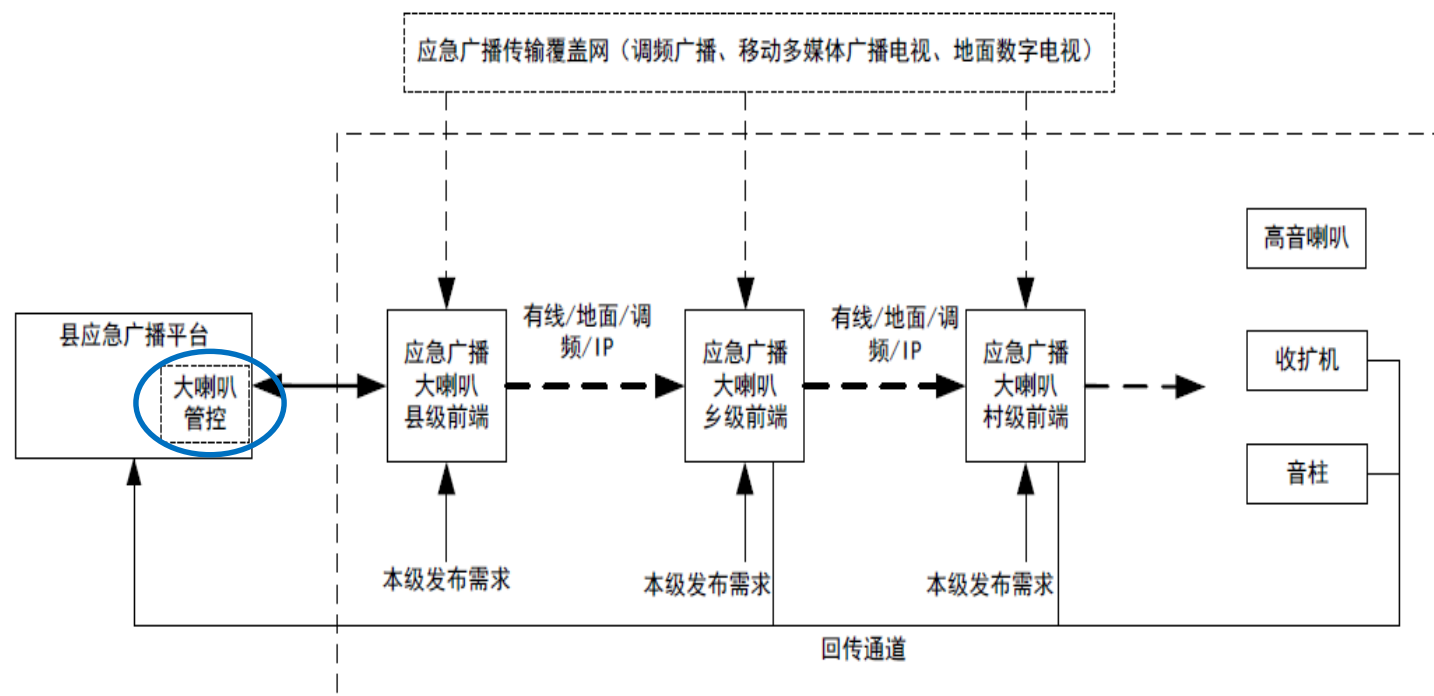 应急广播传输覆盖网（调频广播、移动多媒体广播电视、地面数字电视）
高音喇叭
县应急广播平台
大喇叭
管控
应急广播
大喇叭
县级前端
有线/地面/调
频/IP
应急广播
大喇叭
乡级前端
有线/地面/调
频/IP
应急广播
大喇叭
村级前端
收扩机
音柱
本级发布需求
本级发布需求
本级发布需求
回传通道